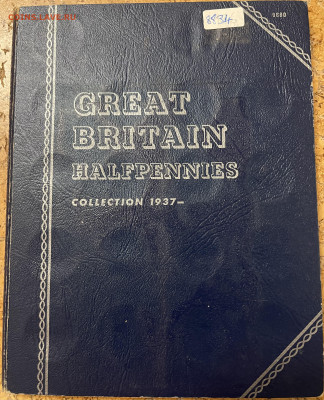 GREAT
BRITAIN
HALFPENNIES
COLLECTION 1937—